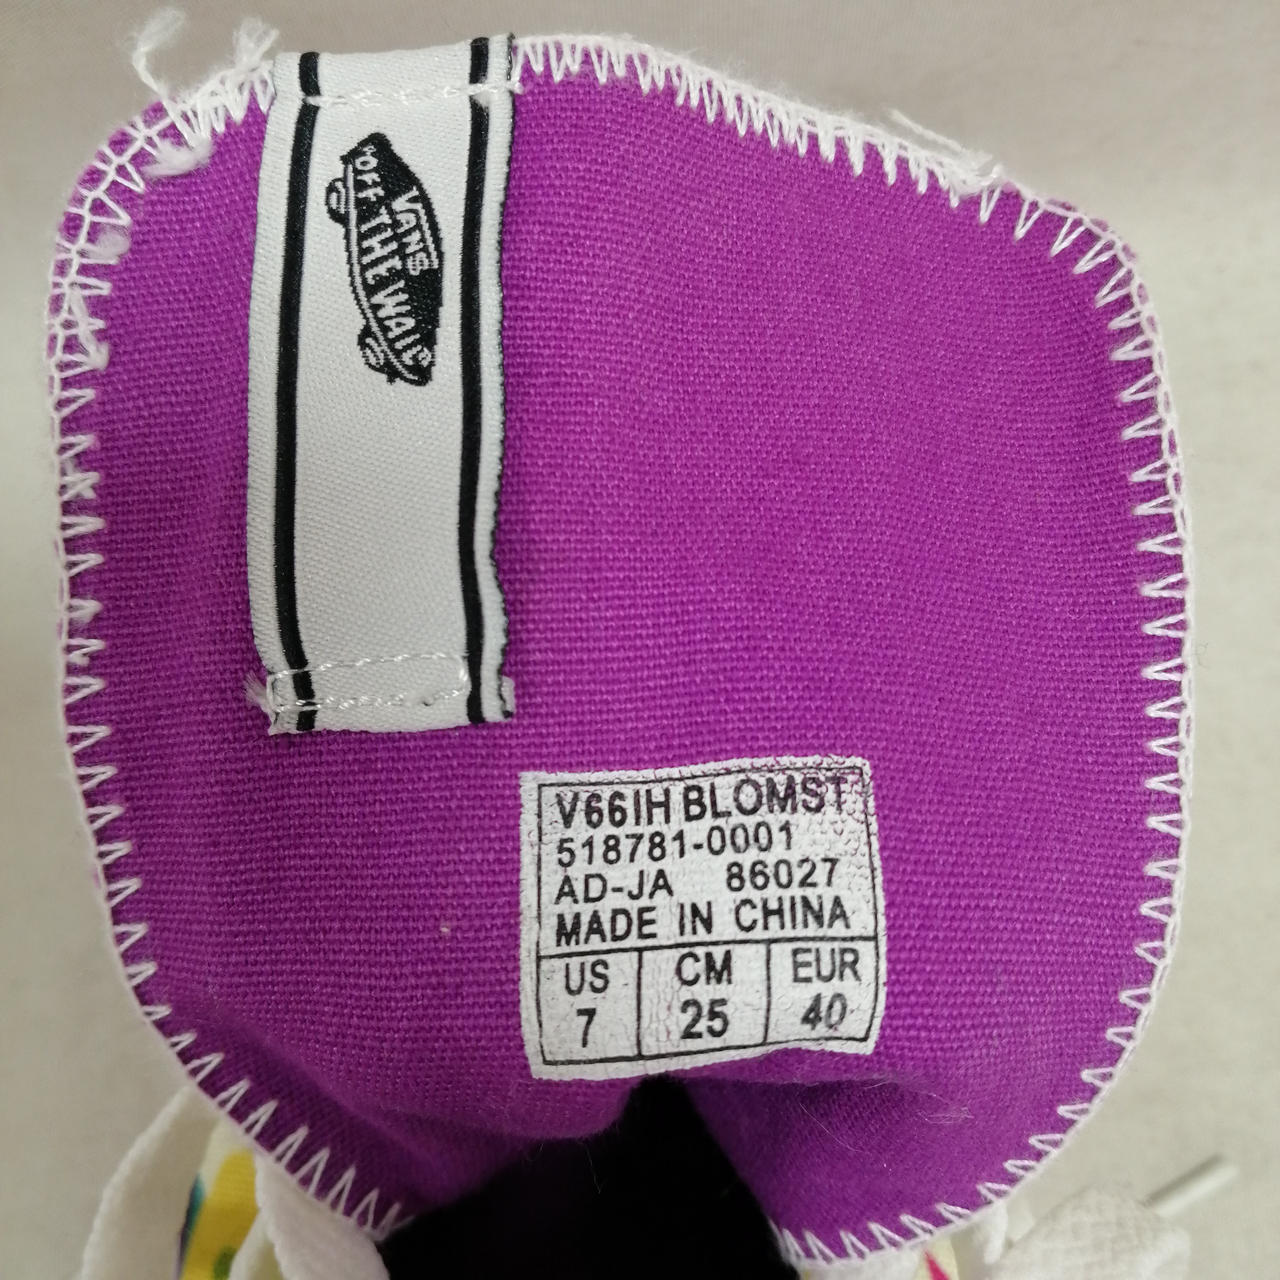 VANS
"OFF THE WALL"
V66IH BLOMST
518781-0001
AD-JA 86027
MADE IN CHINA
US CM EUR
7 25 40